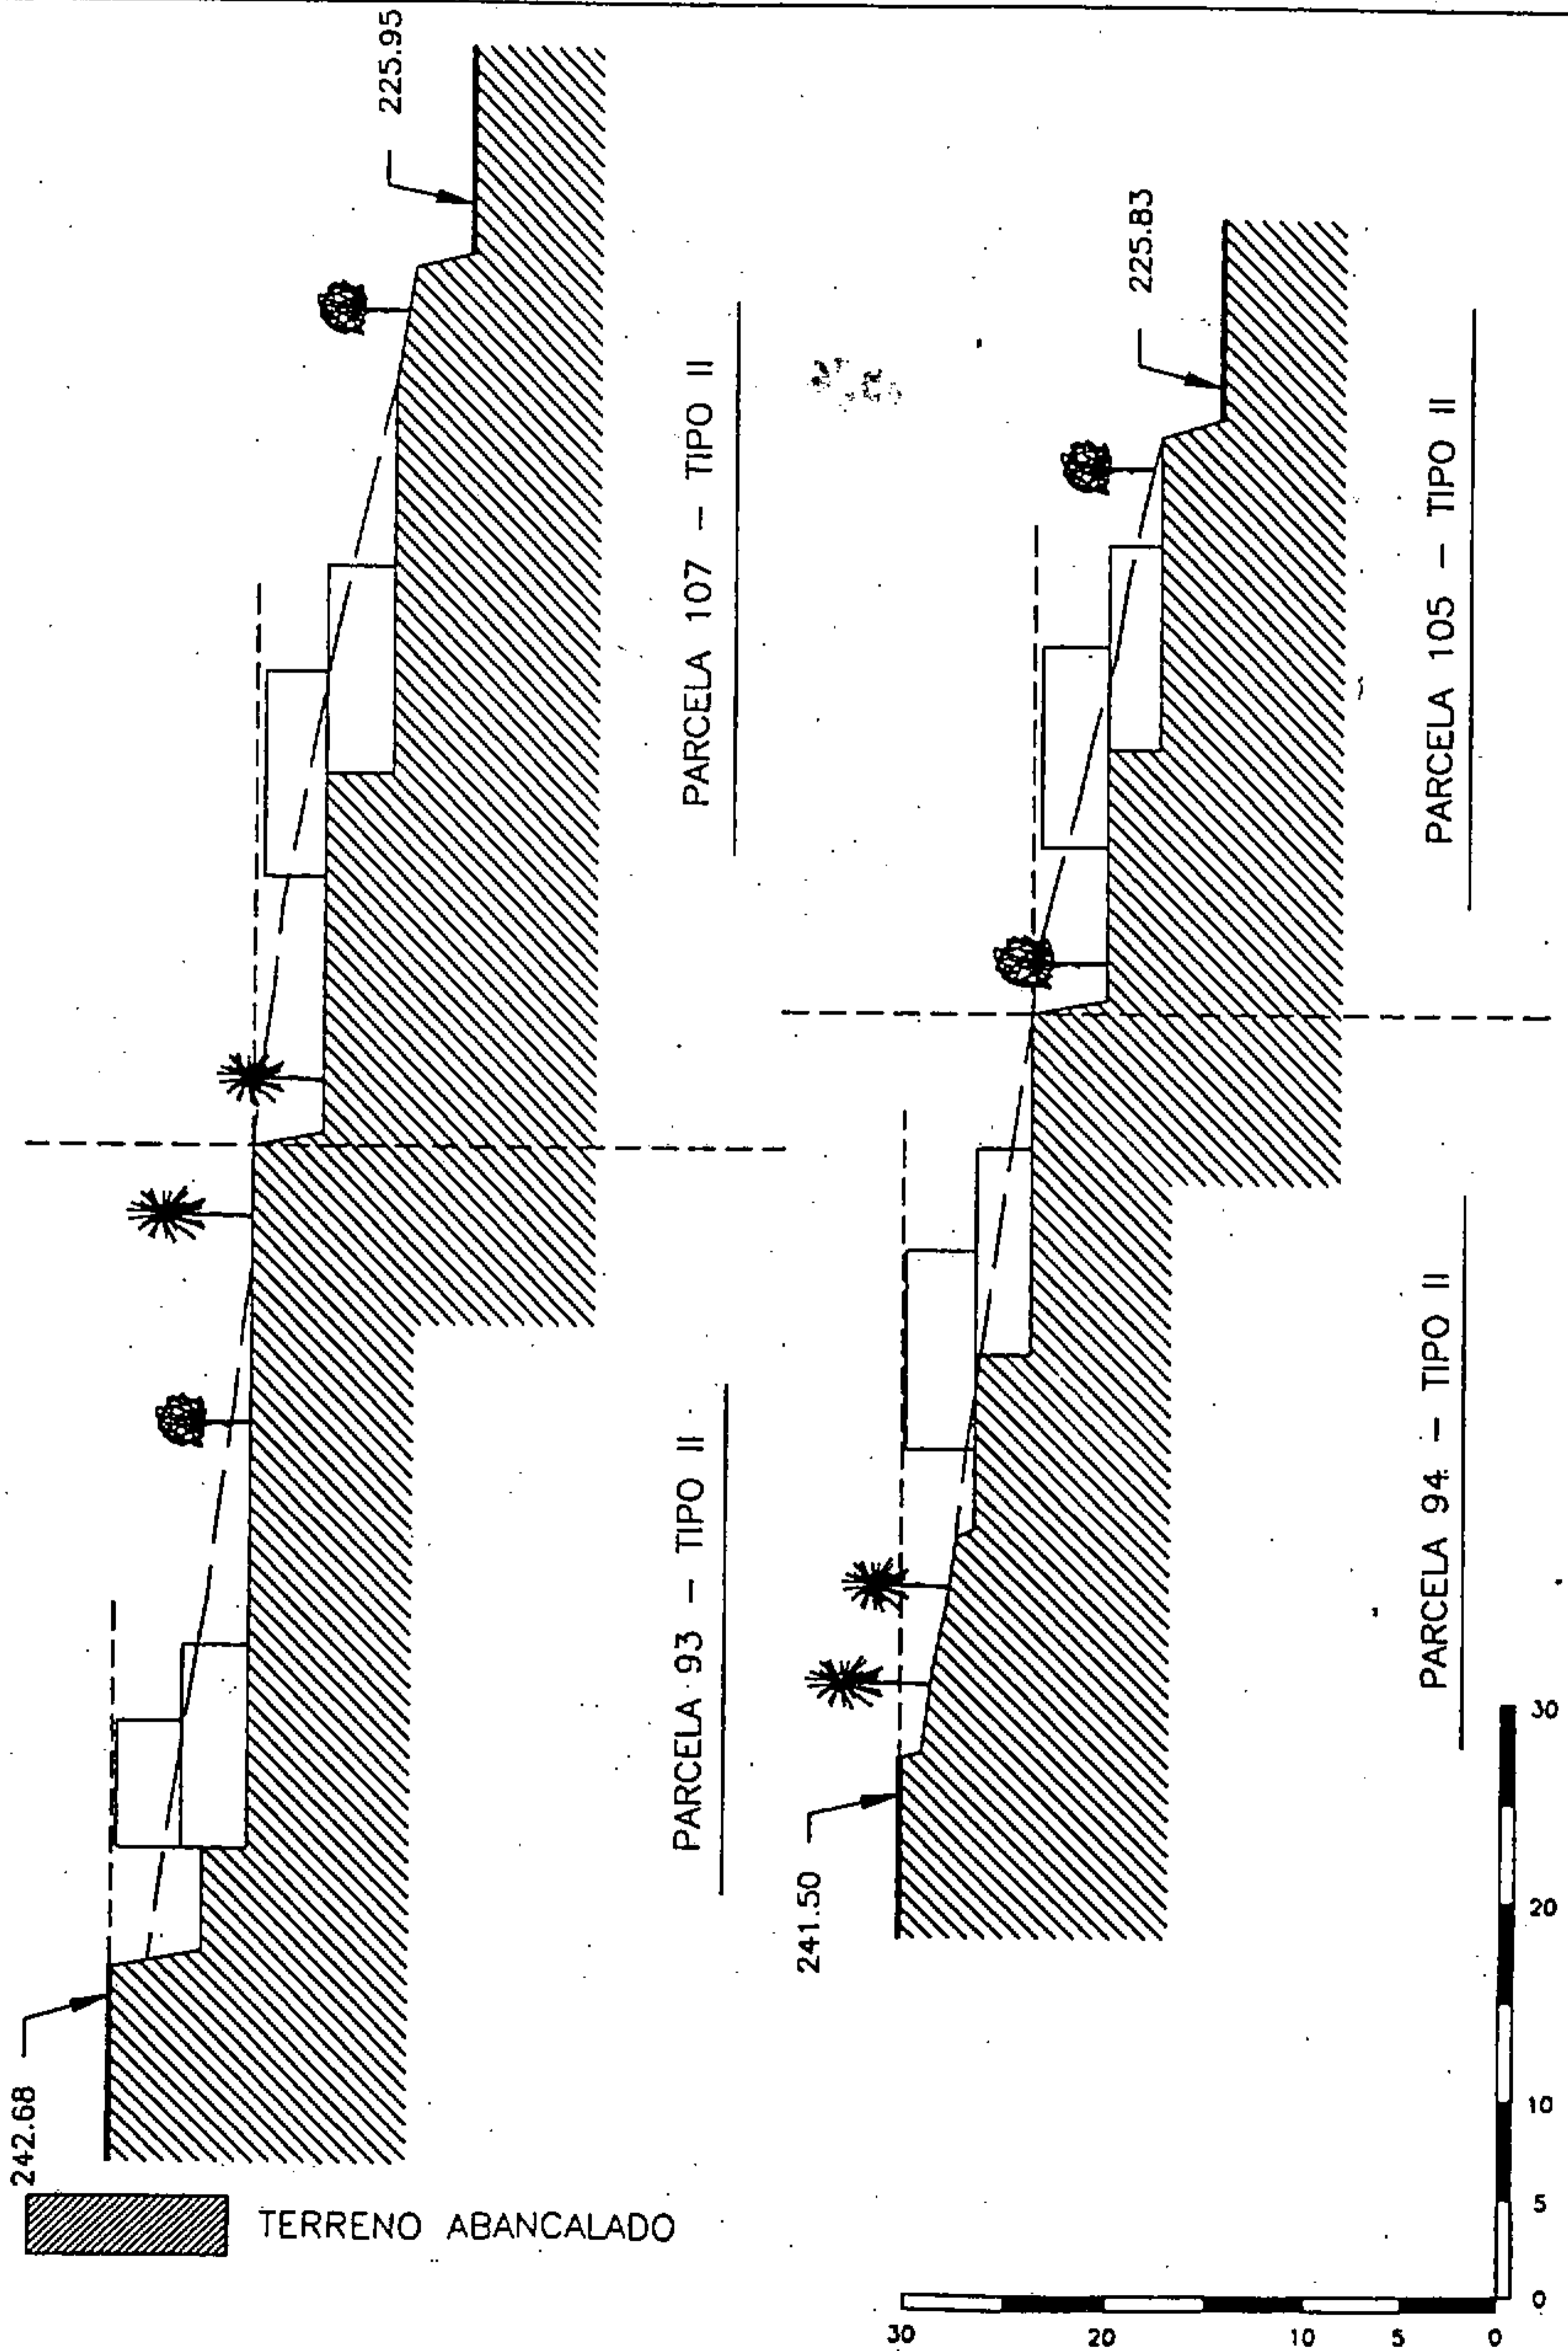 242.68
225.95
PARCELA 93 - TIPO II
PARCELA 107 - TIPO II
TERRENO ABANCALADO
241.50
225.83
PARCELA 94 - TIPO II
PARCELA 105 - TIPO II
30
20
10
5
0
0
5
10
20
30